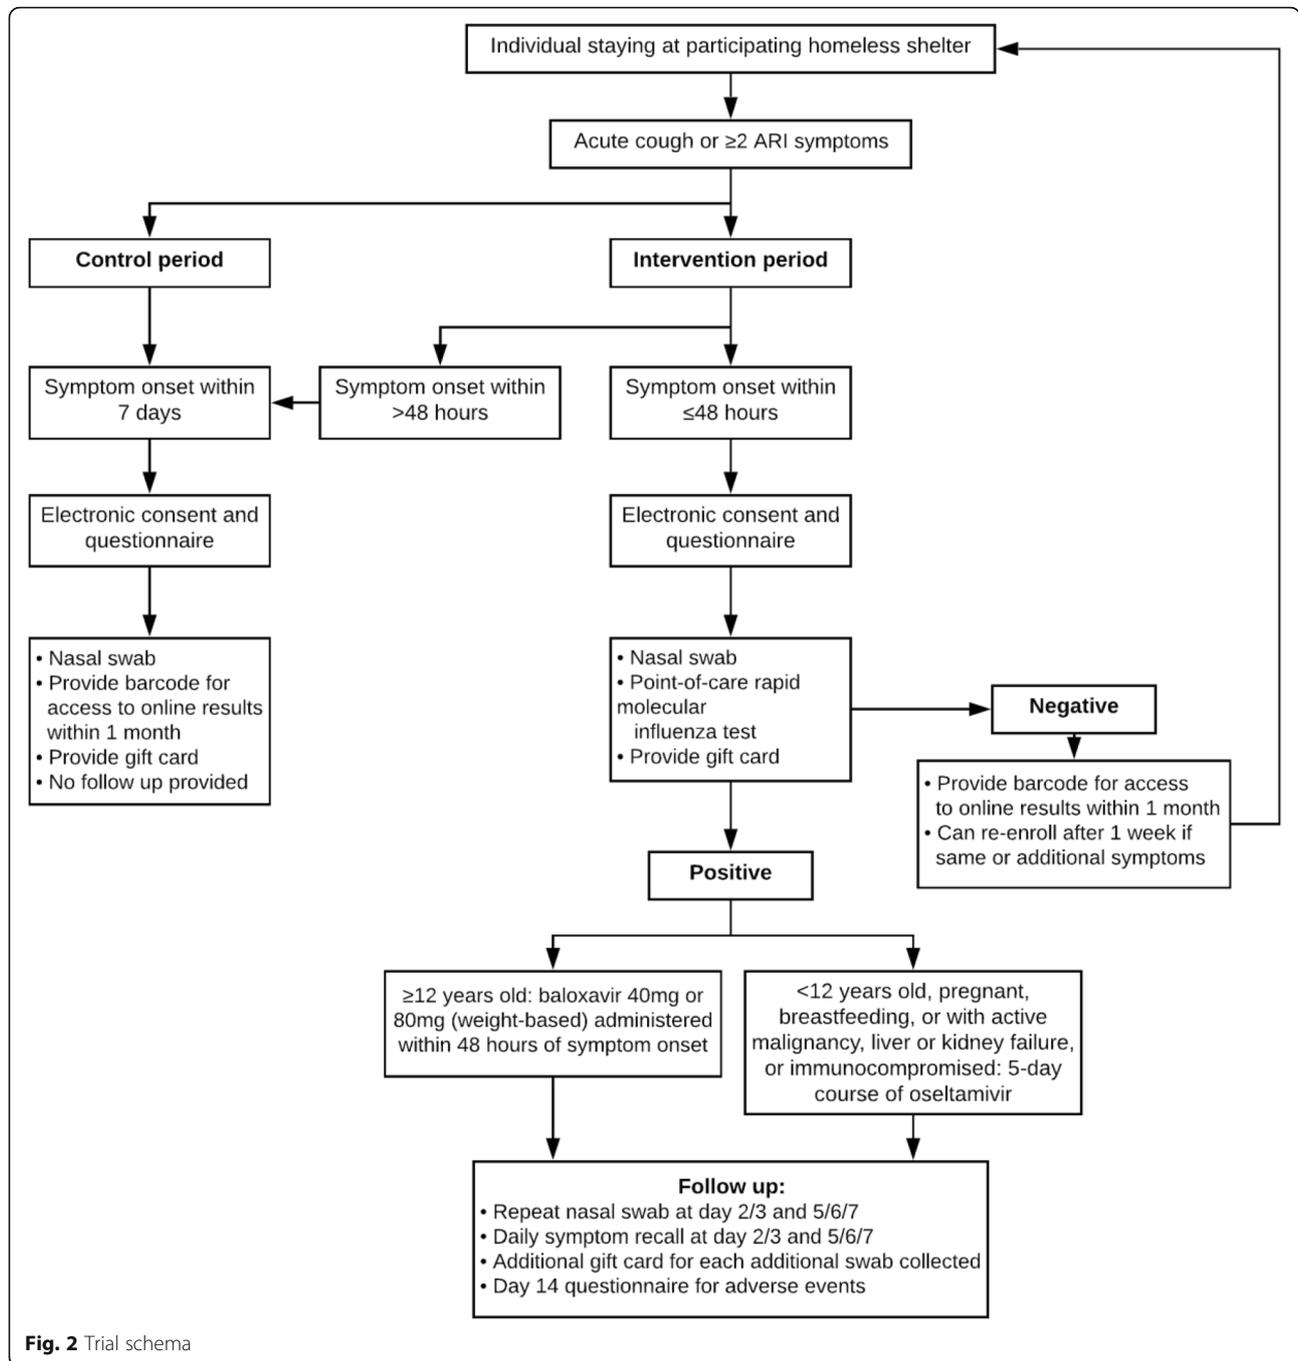 Individual staying at participating homeless shelter
Acute cough or ≥2 ARI symptoms
Control period
Intervention period
Symptom onset within
7 days
Symptom onset within
>48 hours
Symptom onset within
≤48 hours
Electronic consent and
questionnaire
Electronic consent and
questionnaire
• Nasal swab
• Provide barcode for
access to online results
within 1 month
• Provide gift card
• No follow up provided
• Nasal swab
• Point-of-care rapid
molecular
influenza test
• Provide gift card
Negative
• Provide barcode for access
to online results within 1 month
• Can re-enroll after 1 week if
same or additional symptoms
Positive
≥12 years old: baloxavir 40mg or
80mg (weight-based) administered
within 48 hours of symptom onset
<12 years old, pregnant,
breastfeeding, or with active
malignancy, liver or kidney failure,
or immunocompromised: 5-day
course of oseltamivir
Follow up:
• Repeat nasal swab at day 2/3 and 5/6/7
• Daily symptom recall at day 2/3 and 5/6/7
• Additional gift card for each additional swab collected
• Day 14 questionnaire for adverse events
Fig. 2 Trial schema